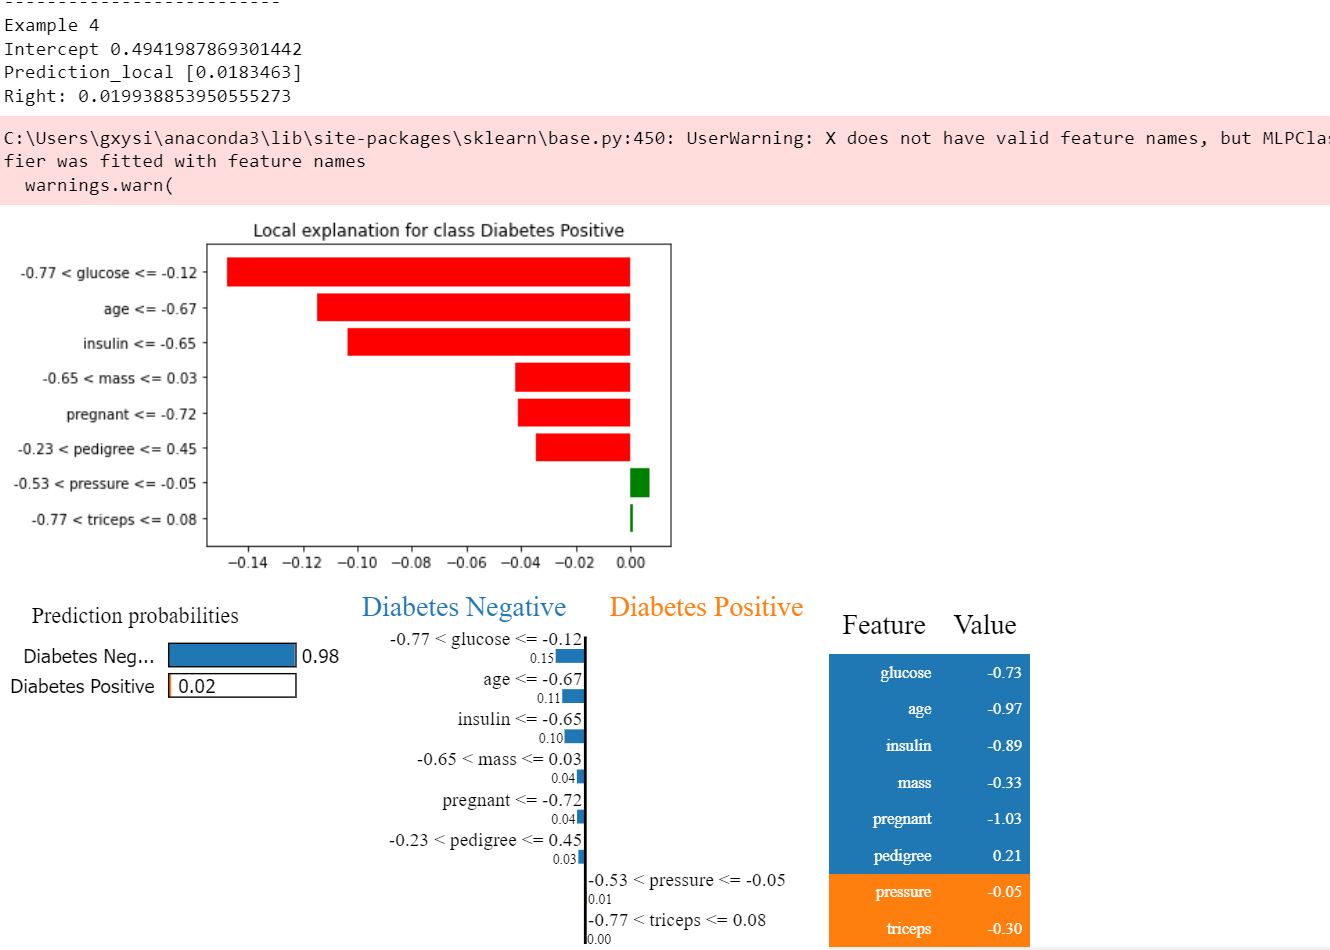 ---------------------------
Example 4
Intercept 0.4941987869301442
Prediction_local [0.0183463]
Right: 0.019938853950555273
C:\Users\gxysi\anaconda3\lib\site-packages\sklearn\base.py:450: UserWarning: X does not have valid feature names, but MLPClas
fier was fitted with feature names
warnings.warn(
Local explanation for class Diabetes Positive
-0.77 < glucose <= -0.12
age <= -0.67
insulin <= -0.65
-0.65 < mass <= 0.03
pregnant <= -0.72
-0.23 < pedigree <= 0.45
-0.53 < pressure <= -0.05
-0.77 < triceps <= 0.08
−0.14 −0.12 −0.10 −0.08 −0.06 −0.04 −0.02 0.00
Prediction probabilities
Diabetes Neg... 0.98
Diabetes Positive 0.02
Diabetes Negative Diabetes Positive
-0.77 < glucose <= -0.12
0.15
age <= -0.67
0.11
insulin <= -0.65
0.10
-0.65 < mass <= 0.03
0.04
pregnant <= -0.72
0.04
-0.23 < pedigree <= 0.45
0.03
-0.53 < pressure <= -0.05
0.01
-0.77 < triceps <= 0.08
0.00
Feature Value
glucose -0.73
age -0.97
insulin -0.89
mass -0.33
pregnant -1.03
pedigree 0.21
pressure -0.05
triceps -0.30